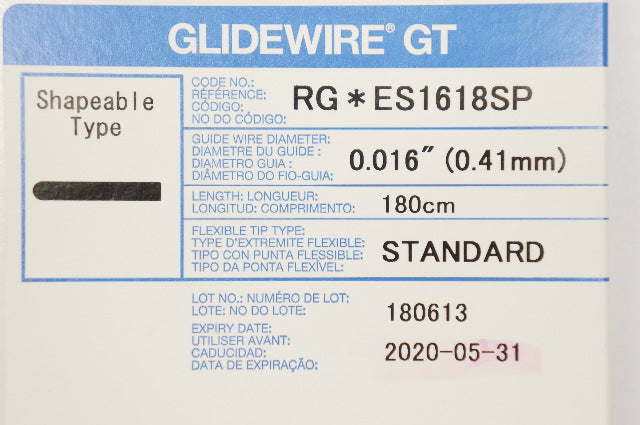 GLIDEWIRE® GT
Shapeable
Type
CODE NO.:
RÉFÉRENCE:
CÓDIGO:
NO DO CÓDIGO:
RG*ES1618SP
GUIDE WIRE DIAMETER:
DIAMETRE DU GUIDE :
DIAMETRO GUIA :
DIÂMETRO DO FIO-GUIA:
0.016″ (0.41mm)
LENGTH: LONGUEUR:
LONGITUD: COMPRIMENTO:
180cm
FLEXIBLE TIP TYPE:
TYPE D'EXTREMITE FLEXIBLE:
TIPO CON PUNTA FLESSIBLE:
TIPO DA PONTA FLEXÍVEL:
STANDARD
LOT NO.: NUMÉRO DE LOT:
LOTE: NO DO LOTE:
180613
EXPIRY DATE:
UTILISER AVANT:
CADUCIDAD:
DATA DE EXPIRAÇÃO:
2020-05-31